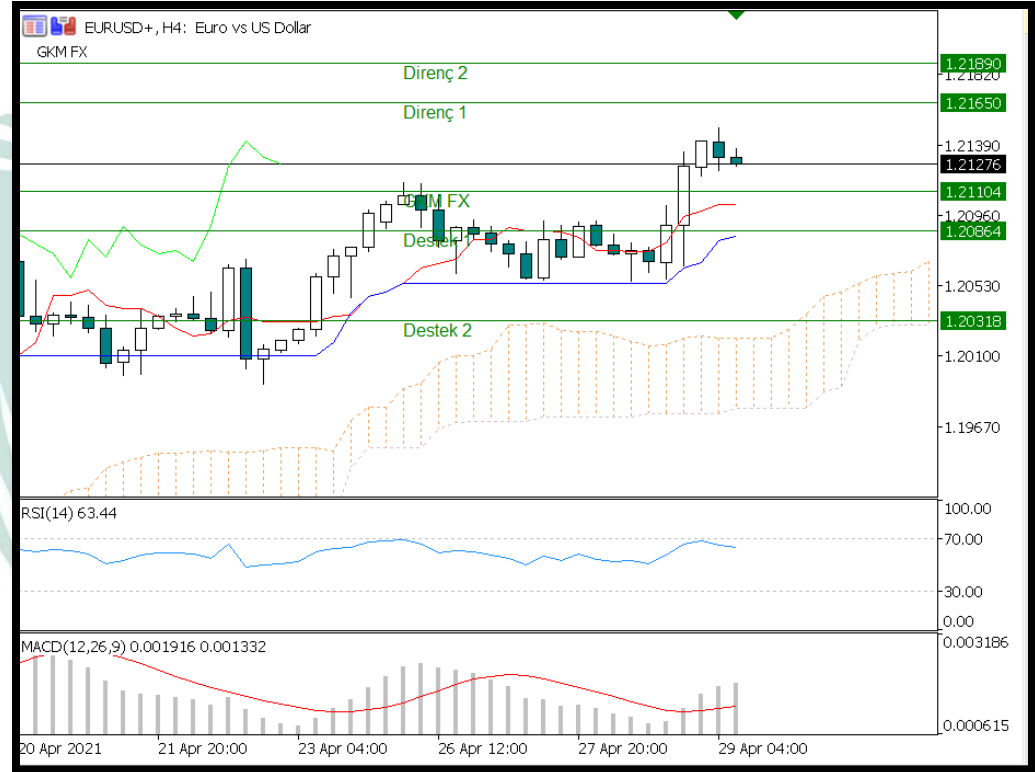 EURUSD+, H4: Euro vs US Dollar
GKM FX
Direnç 2
Direnç 1
GKM FX
Destek 1
Destek 2
1.21890
1.21820
1.21650
1.21390
1.21276
1.21104
1.20960
1.20864
1.20530
1.20318
1.20100
1.19670
RSI(14) 63.44
100.00
70.00
30.00
0.00
MACD(12,26,9) 0.001916 0.001332
0.003186
0.000615
20 Apr 2021
21 Apr 20:00
23 Apr 04:00
26 Apr 12:00
27 Apr 20:00
29 Apr 04:00